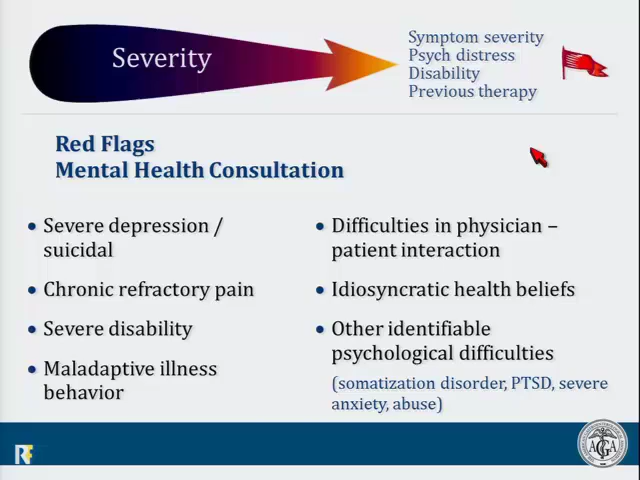 Severity
Symptom severity
Psych distress
Disability
Previous therapy
Red Flags
Mental Health Consultation
• Severe depression /
suicidal
• Chronic refractory pain
• Severe disability
• Maladaptive illness
behavior
• Difficulties in physician –
patient interaction
• Idiosyncratic health beliefs
• Other identifiable
psychological difficulties
(somatization disorder, PTSD, severe
anxiety, abuse)
RF
ACGA